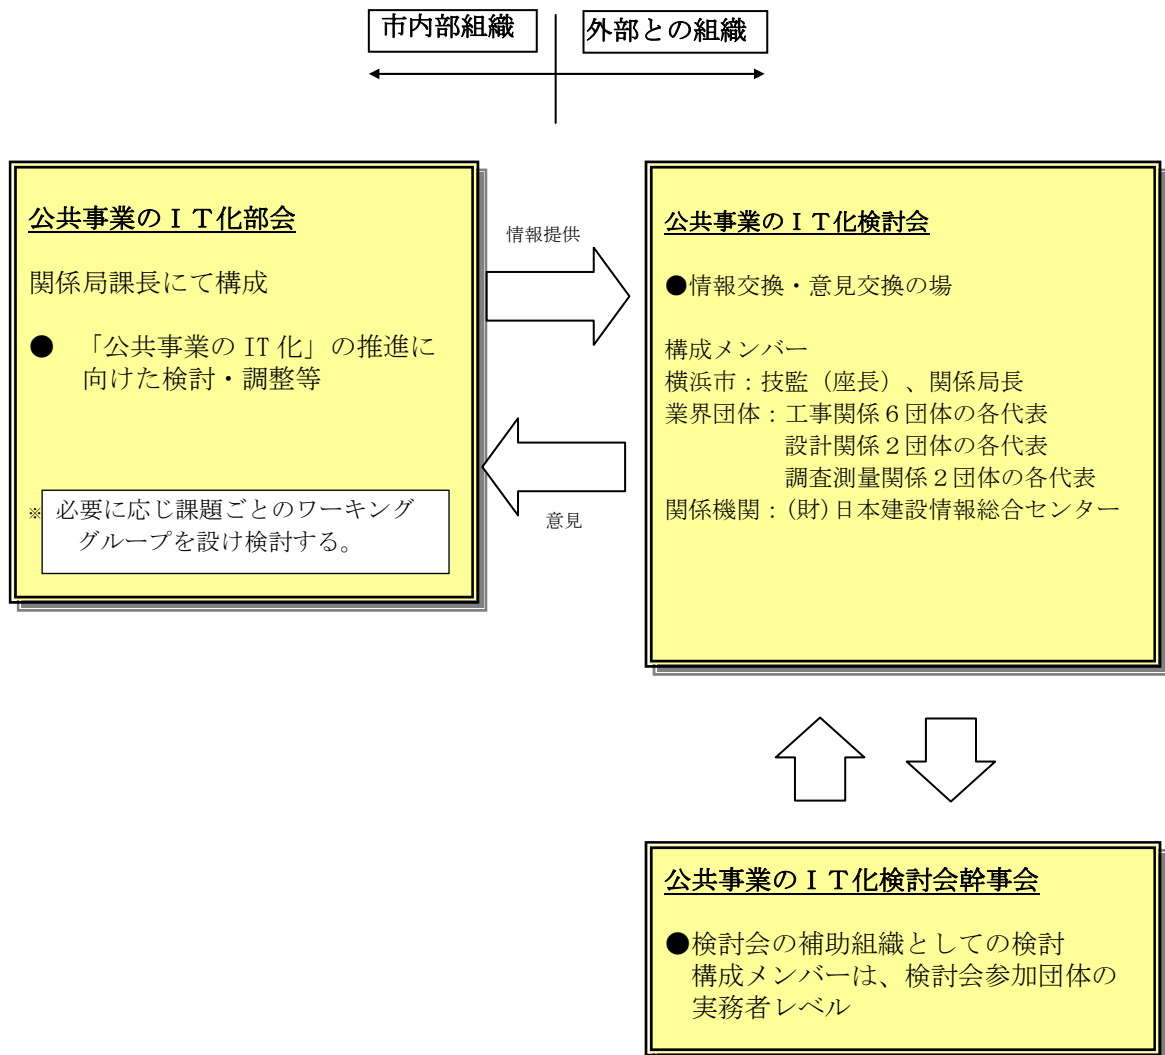 市内部組織
外部との組織
公共事業のＩＴ化部会
関係局課長にて構成
● 「公共事業の IT 化」の推進に
向けた検討・調整等
※ 必要に応じ課題ごとのワーキング
グループを設け検討する。
情報提供
意見
公共事業のＩＴ化検討会
●情報交換・意見交換の場
構成メンバー
横浜市：技監（座長）、関係局長
業界団体：工事関係６団体の各代表
設計関係２団体の各代表
調査測量関係２団体の各代表
関係機関：(財)日本建設情報総合センター
公共事業のＩＴ化検討会幹事会
●検討会の補助組織としての検討
構成メンバーは、検討会参加団体の
実務者レベル